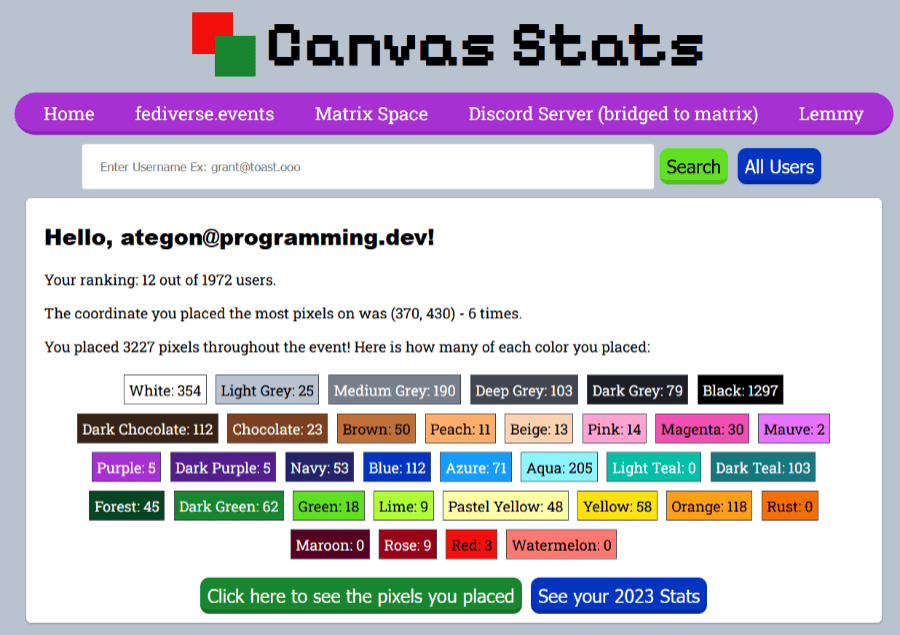 Canvas Stats
Home fediverse.events Matrix Space Discord Server (bridged to matrix) Lemmy
Enter Username Ex: grant@toast.ooo Search All Users
Hello, ategon@programming.dev!
Your ranking: 12 out of 1972 users.
The coordinate you placed the most pixels on was (370, 430) - 6 times.
You placed 3227 pixels throughout the event! Here is how many of each color you placed:
White: 354 Light Grey: 25 Medium Grey: 190 Deep Grey: 103 Dark Grey: 79 Black: 1297
Dark Chocolate: 112 Chocolate: 23 Brown: 50 Peach: 11 Beige: 13 Pink: 14 Magenta: 30 Mauve: 2
Purple: 5 Dark Purple: 5 Navy: 53 Blue: 112 Azure: 71 Aqua: 205 Light Teal: 0 Dark Teal: 103
Forest: 45 Dark Green: 62 Green: 18 Lime: 9 Pastel Yellow: 48 Yellow: 58 Orange: 118 Rust: 0
Maroon: 0 Rose: 9 Red: 3 Watermelon: 0
Click here to see the pixels you placed See your 2023 Stats